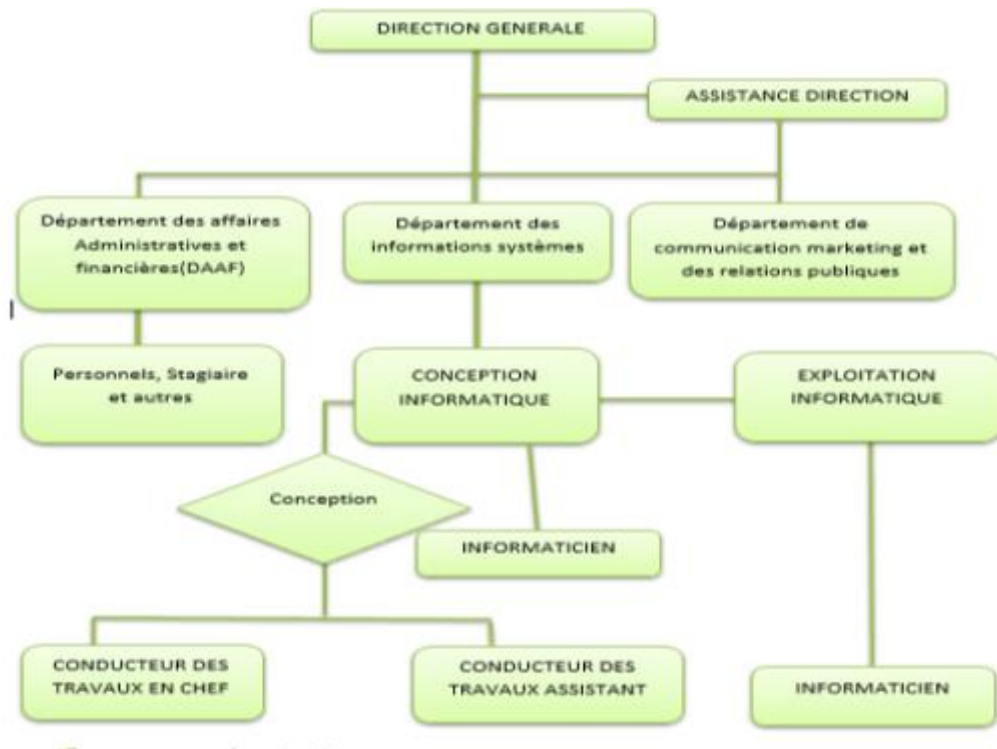 DIRECTION GENERALE
ASSISTANCE DIRECTION
Département des affaires
Administratives et
financières(DAAF)
Département des
informations systèmes
Département de
communication marketing et
des relations publiques
Personnels, Stagiaire
et autres
CONCEPTION
INFORMATIQUE
EXPLOITATION
INFORMATIQUE
Conception
INFORMATICIEN
CONDUCTEUR DES
TRAVAUX EN CHEF
CONDUCTEUR DES
TRAVAUX ASSISTANT
INFORMATICIEN